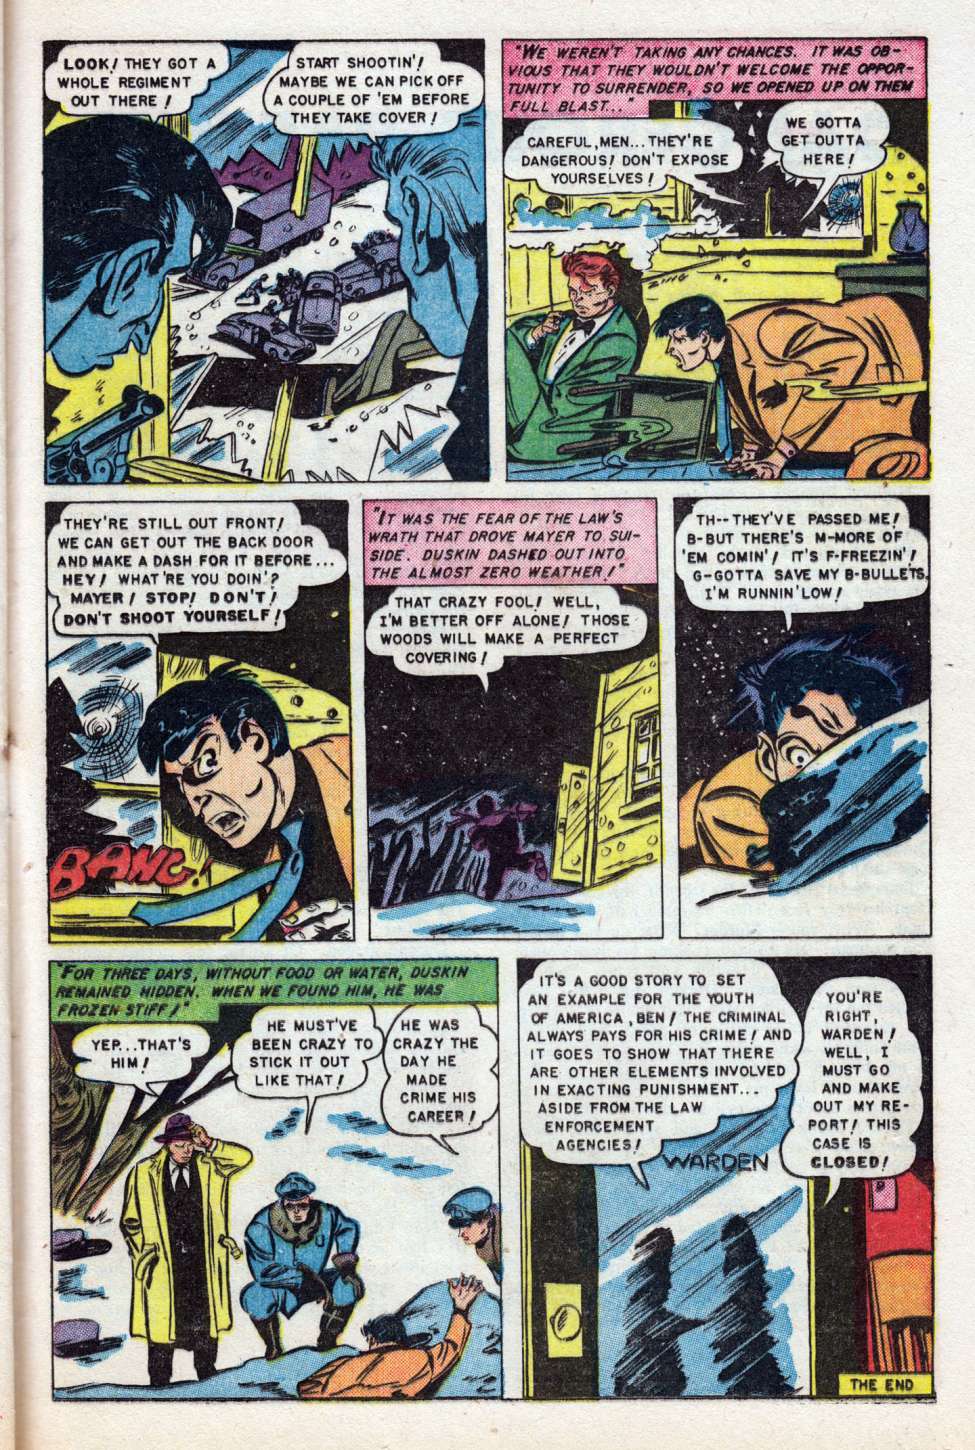 LOOK! THEY GOT A
WHOLE REGIMENT
OUT THERE!
START SHOOTIN'!
MAYBE WE CAN PICK OFF
A COUPLE OF 'EM BEFORE
THEY TAKE COVER!
"WE WEREN'T TAKING ANY CHANCES. IT WAS OB-
VIOUS THAT THEY WOULDN'T WELCOME THE OPPOR-
TUNITY TO SURRENDER, SO WE OPENED UP ON THEM
FULL BLAST..."
CAREFUL, MEN... THEY'RE
DANGEROUS! DON'T EXPOSE
YOURSELVES!
WE GOTTA
GET OUTTA
HERE!
ZING
THEY'RE STILL OUT FRONT!
WE CAN GET OUT THE BACK DOOR
AND MAKE A DASH FOR IT BEFORE...
HEY! WHAT'RE YOU DOIN'?
MAYER! STOP! DON'T!
DON'T SHOOT YOURSELF!
BANG!
"IT WAS THE FEAR OF THE LAW'S
WRATH THAT DROVE MAYER TO SUI-
SIDE. DUSKIN DASHED OUT INTO
THE ALMOST ZERO WEATHER!"
THAT CRAZY FOOL! WELL,
I'M BETTER OFF ALONE! THOSE
WOODS WILL MAKE A PERFECT
COVERING!
TH--THEY'VE PASSED ME!
B-BUT THERE'S M-MORE OF
'EM COMIN'! IT'S F-FREEZIN'!
G-GOTTA SAVE MY B-BULLETS,
I'M RUNNIN' LOW!
"FOR THREE DAYS, WITHOUT FOOD OR WATER, DUSKIN
REMAINED HIDDEN. WHEN WE FOUND HIM, HE WAS
FROZEN STIFF!"
YEP...THAT'S
HIM!
HE MUST'VE
BEEN CRAZY TO
STICK IT OUT
LIKE THAT!
HE WAS
CRAZY THE
DAY HE
MADE
CRIME HIS
CAREER!
IT'S A GOOD STORY TO SET
AN EXAMPLE FOR THE YOUTH
OF AMERICA, BEN! THE CRIMINAL
ALWAYS PAYS FOR HIS CRIME! AND
IT GOES TO SHOW THAT THERE
ARE OTHER ELEMENTS INVOLVED
IN EXACTING PUNISHMENT...
ASIDE FROM THE LAW
ENFORCEMENT
AGENCIES!
YOU'RE
RIGHT,
WARDEN!
WELL, I
MUST GO
AND MAKE
OUT MY RE-
PORT! THIS
CASE IS
CLOSED!
WARDEN
THE END